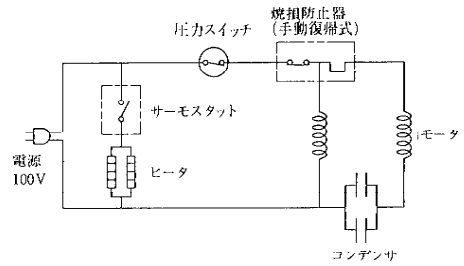 焼損防止器
(手動復帰式)
圧力スイッチ
サーモスタット
モータ
電源
100V
ヒータ
コンデンサ